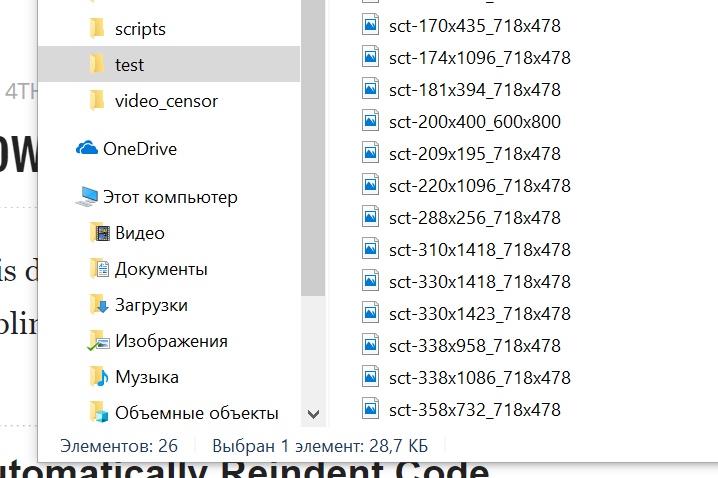 scripts
test
video_censor
OneDrive
Этот компьютер
Видео
Документы
Загрузки
Изображения
Музыка
Объемные объекты
sct-170x435_718x478
sct-174x1096_718x478
sct-181x394_718x478
sct-200x400_600x800
sct-209x195_718x478
sct-220x1096_718x478
sct-288x256_718x478
sct-310x1418_718x478
sct-330x1418_718x478
sct-330x1423_718x478
sct-338x958_718x478
sct-338x1086_718x478
sct-358x732_718x478
Элементов: 26
Выбран 1 элемент: 28,7 КБ
4TH
is d
utomatically Reindent Code